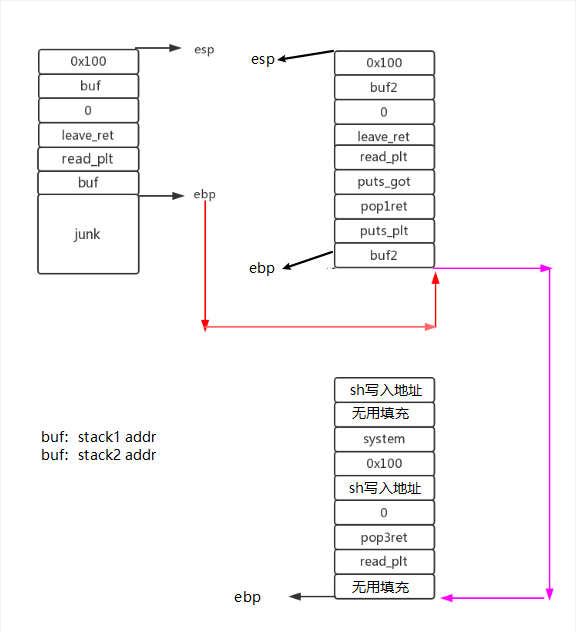 0x100
buf
0
leave_ret
read_plt
buf
junk
esp
ebp
esp
0x100
buf2
0
leave_ret
read_plt
puts_got
pop1ret
puts_plt
buf2
ebp
buf: stack1 addr
buf: stack2 addr
sh写入地址
无用填充
system
0x100
sh写入地址
0
pop3ret
read_plt
无用填充
ebp